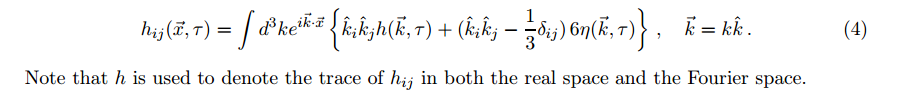 $h_{ij}(\vec{x},\tau) = \int d^3k e^{i\vec{k}\cdot\vec{x}} \left\{ \hat{k}_i\hat{k}_j h(\vec{k},\tau) + (\hat{k}_i\hat{k}_j - \frac{1}{3}\delta_{ij})\, 6\eta(\vec{k},\tau) \right\} , \quad \vec{k} = k\hat{k} \,.$ (4)
Note that $h$ is used to denote the trace of $h_{ij}$ in both the real space and the Fourier space.